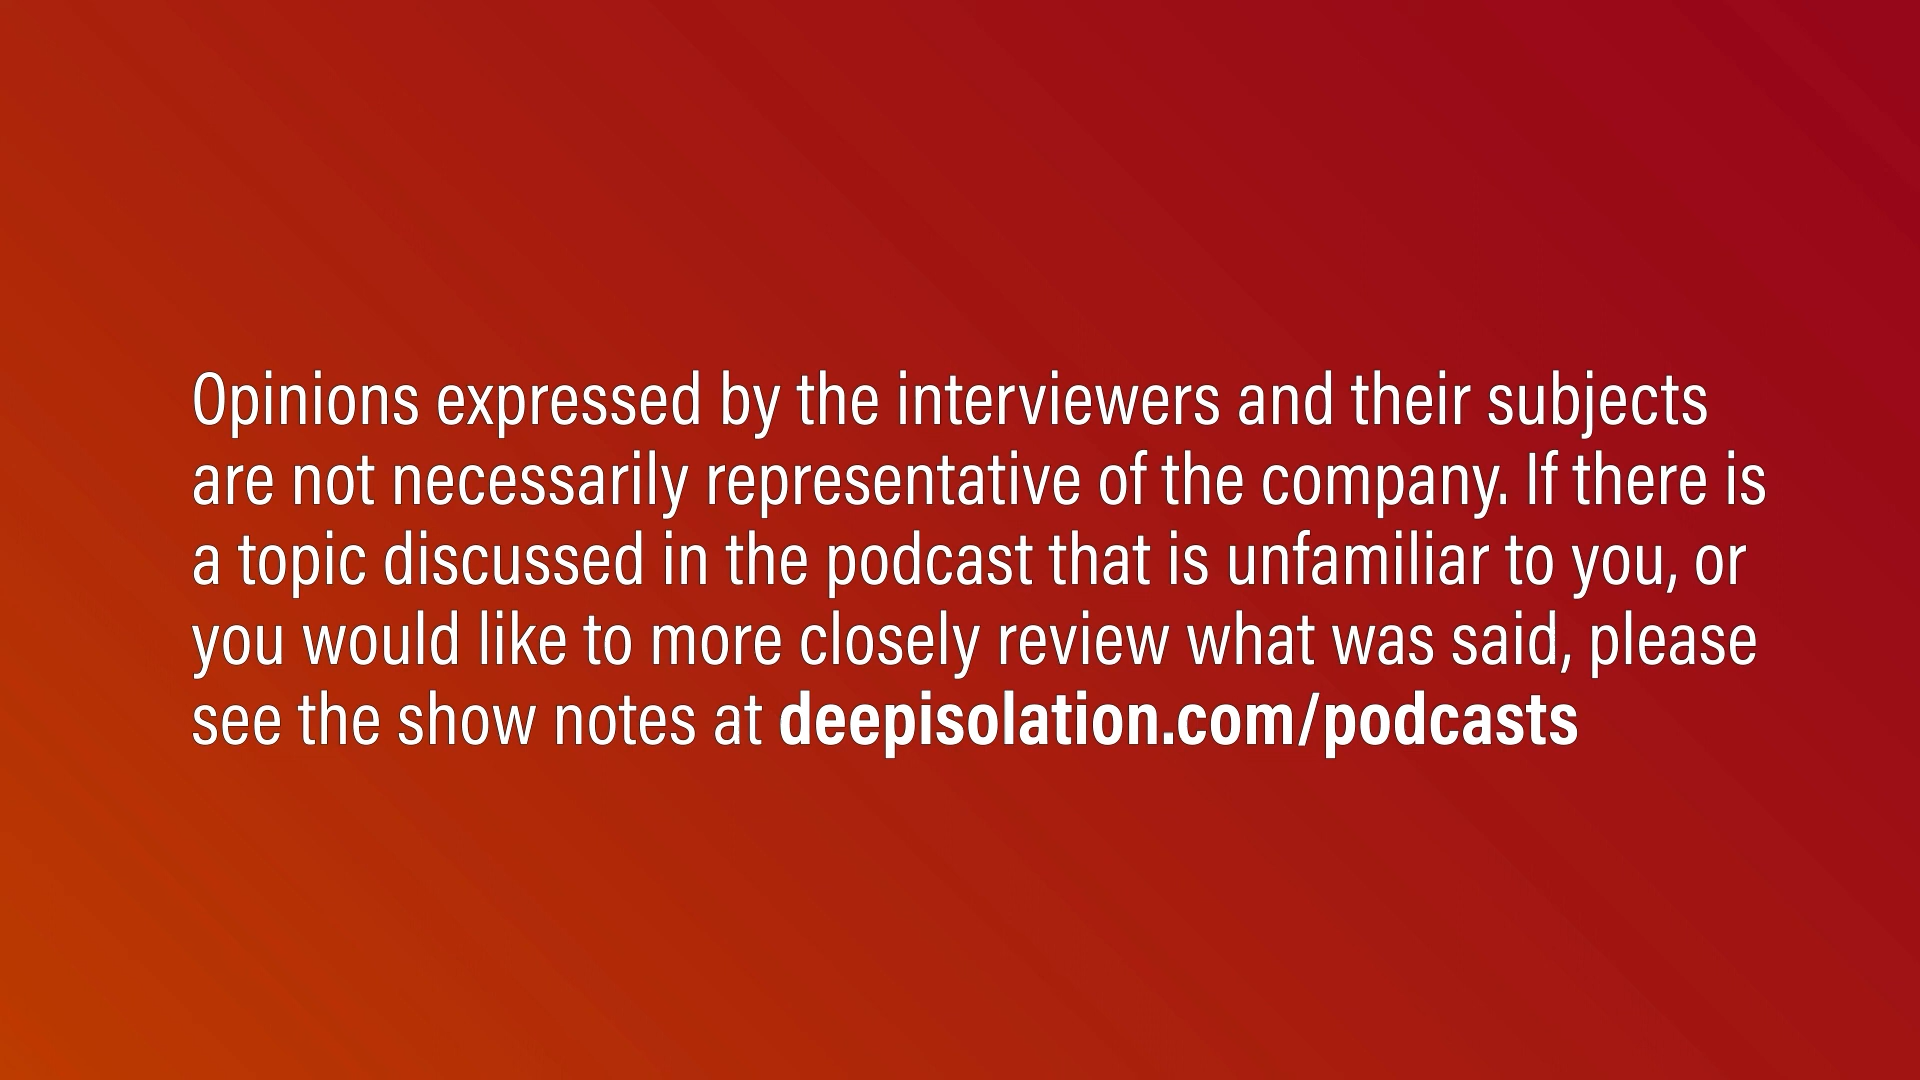 Opinions expressed by the interviewers and their subjects
are not necessarily representative of the company. If there is
a topic discussed in the podcast that is unfamiliar to you, or
you would like to more closely review what was said, please
see the show notes at deepisolation.com/podcasts